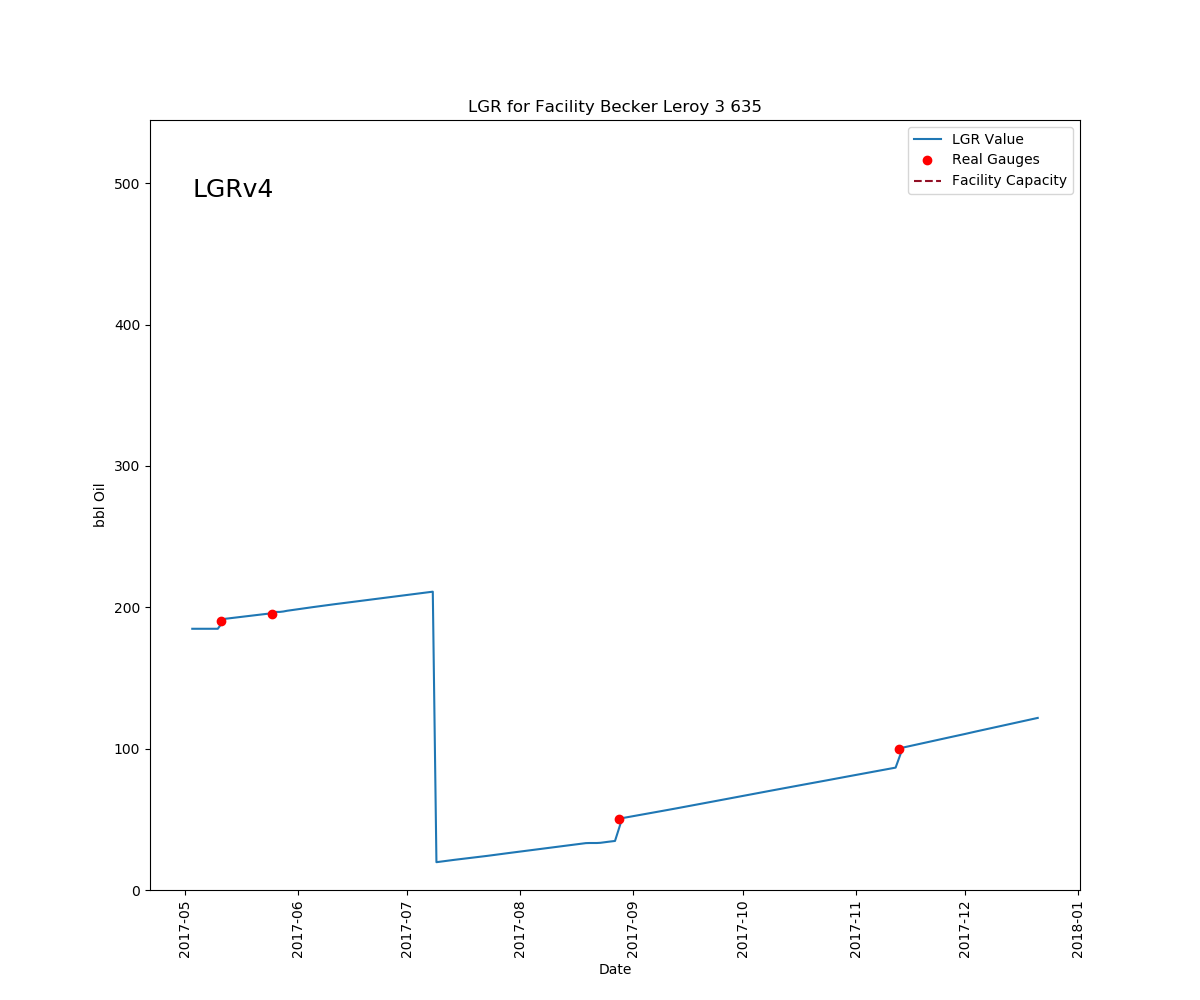 LGR for Facility Becker Leroy 3 635
LGRv4
LGR Value
Real Gauges
Facility Capacity
500
400
300
200
100
0
bbl Oil
2017-05
2017-06
2017-07
2017-08
2017-09
2017-10
2017-11
2017-12
2018-01
Date